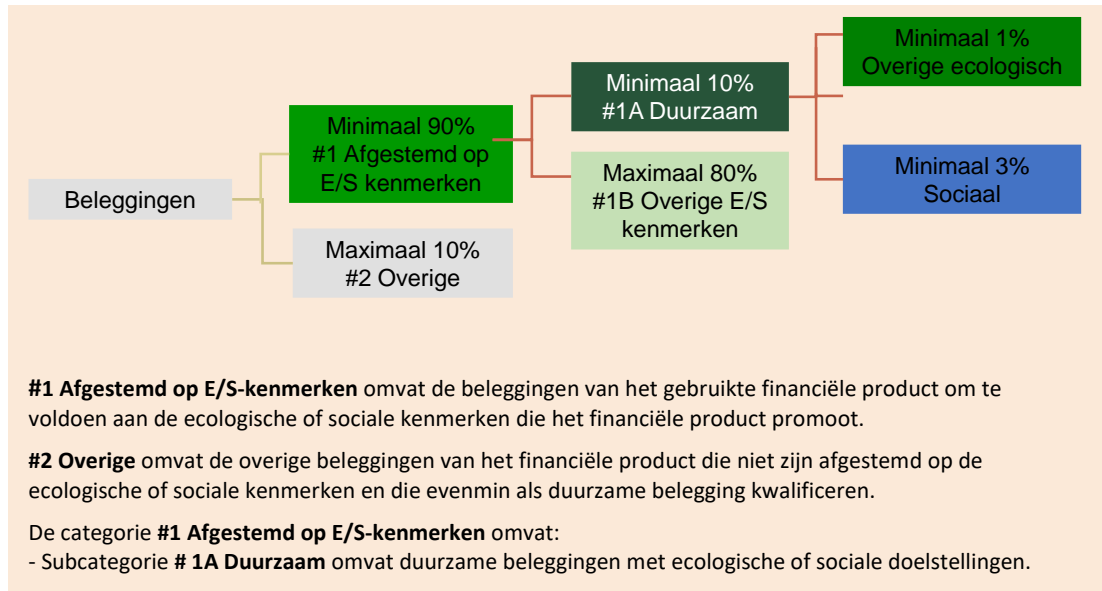 Beleggingen
Minimaal 90%
#1 Afgestemd op
E/S kenmerken
Maximaal 10%
#2 Overige
Minimaal 10%
#1A Duurzaam
Maximaal 80%
#1B Overige E/S
kenmerken
Minimaal 1%
Overige ecologisch
Minimaal 3%
Sociaal
#1 Afgestemd op E/S-kenmerken omvat de beleggingen van het gebruikte financiële product om te
voldoen aan de ecologische of sociale kenmerken die het financiële product promoot.
#2 Overige omvat de overige beleggingen van het financiële product die niet zijn afgestemd op de
ecologische of sociale kenmerken en die evenmin als duurzame belegging kwalificeren.
De categorie #1 Afgestemd op E/S-kenmerken omvat:
- Subcategorie # 1A Duurzaam omvat duurzame beleggingen met ecologische of sociale doelstellingen.